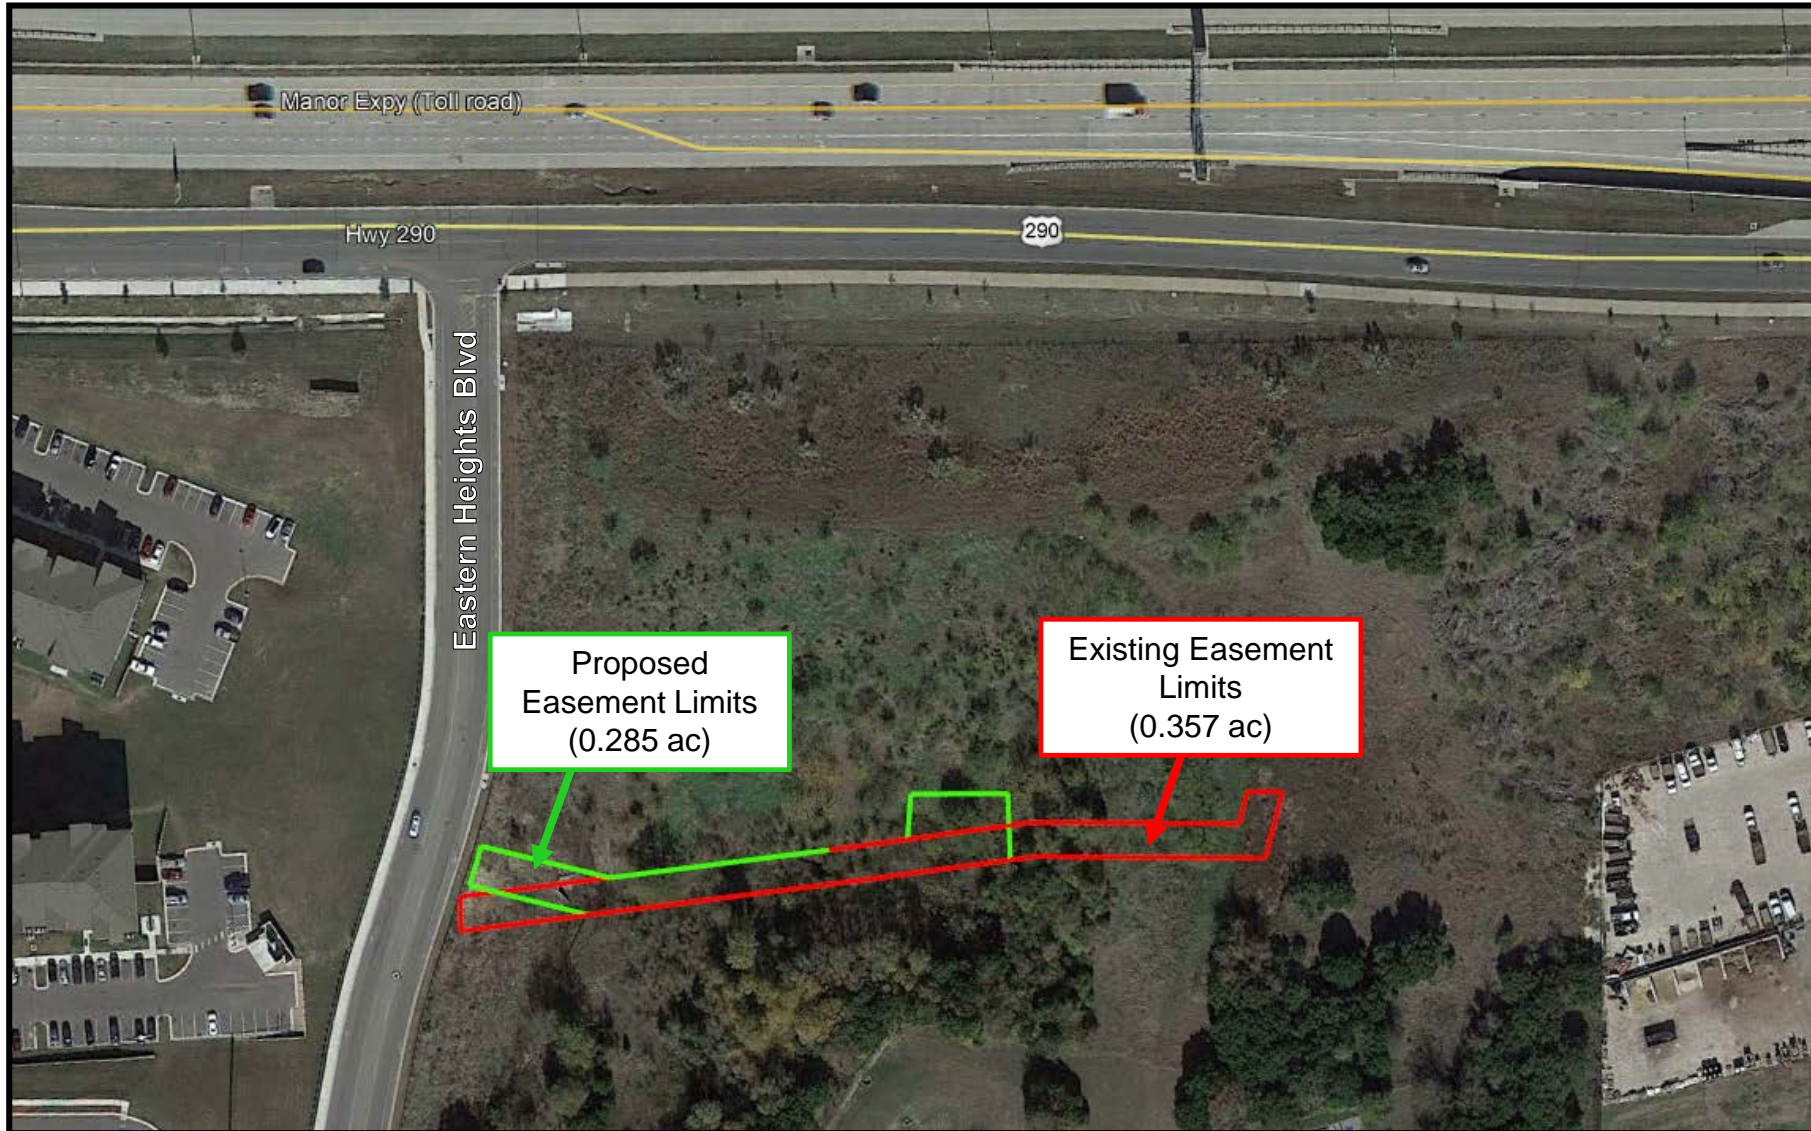 Manor Expy (Toll road)
Hwy 290
290
Eastern Heights Blvd
Proposed
Easement Limits
(0.285 ac)
Existing Easement
Limits
(0.357 ac)